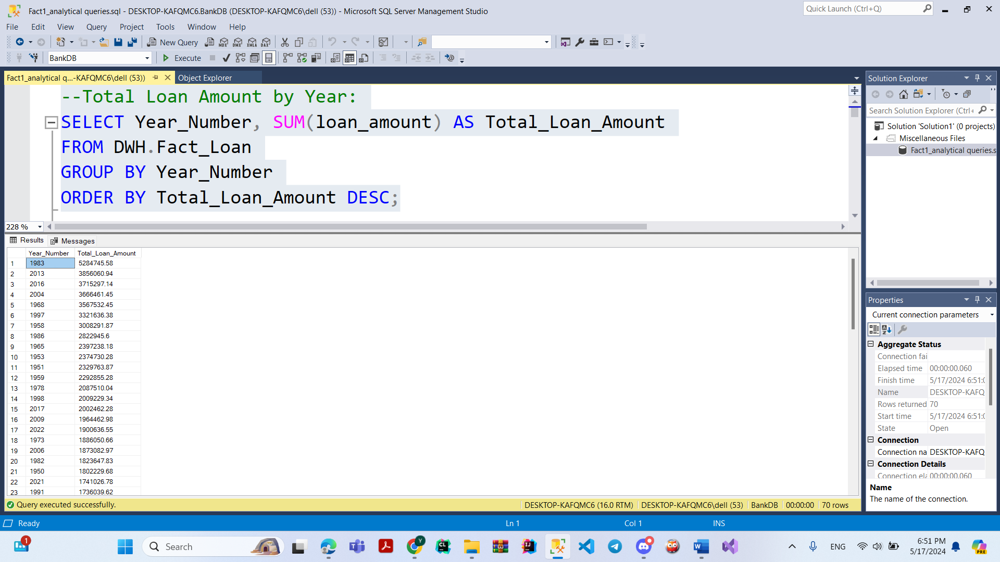 Fact1_analytical queries.sql - DESKTOP-KAFQMC6.BankDB (DESKTOP-KAFQMC6\dell (53)) - Microsoft SQL Server Management Studio
Quick Launch (Ctrl+Q)
File Edit View Query Project Tools Window Help
New Query
MDX DMX XMLA DAX
BankDB
Execute
Fact1_analytical q...-KAFQMC6\dell (53))
Object Explorer
--Total Loan Amount by Year:
SELECT Year_Number, SUM(loan_amount) AS Total_Loan_Amount
FROM DWH.Fact_Loan
GROUP BY Year_Number
ORDER BY Total_Loan_Amount DESC;
228 %
Results Messages
Year_Number Total_Loan_Amount
1 1983 5284745.58
2 2013 3856060.94
3 2016 3715297.14
4 2004 3666461.45
5 1968 3567532.45
6 1997 3321636.38
7 1958 3008291.87
8 1986 2822945.6
9 1965 2397238.18
10 1953 2374730.28
11 1951 2329763.87
12 1959 2292855.28
13 1978 2087510.04
14 1998 2009229.34
15 2017 2002462.28
16 2009 1964462.98
17 2022 1900636.55
18 1973 1886050.66
19 2006 1873082.97
20 1982 1823647.83
21 1950 1802229.68
22 2021 1741026.78
23 1991 1736039.62
Query executed successfully.
DESKTOP-KAFQMC6 (16.0 RTM) DESKTOP-KAFQMC6\dell (53) BankDB 00:00:00 70 rows
Solution Explorer
Search Solution Explorer (Ctrl+
Solution 'Solution1' (0 projects)
Miscellaneous Files
Fact1_analytical queries.s
Properties
Current connection parameters
Aggregate Status
Connection fai
Elapsed time 00:00:00.060
Finish time 5/17/2024 6:51:0
Name DESKTOP-KAFQ
Rows returned 70
Start time 5/17/2024 6:51:0
State Open
Connection
Connection na DESKTOP-KAFQ
Connection Details
Connection ela 00:00:00.060
Name
The name of the connection.
Ready
Ln 1
Col 1
INS
1
Search
Y
CL
IJ
ENG
6:51 PM
5/17/2024
PRE